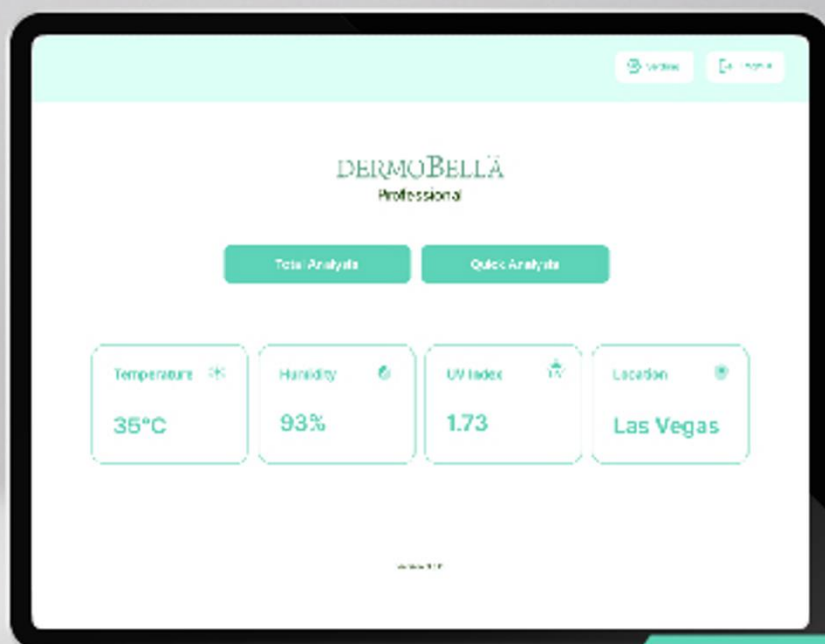 DERMOBELLA
Professional
Total Analysis
Quick Analysis
Temperature
Humidity
UV Index
Location
35°C
93%
1.73
Las Vegas